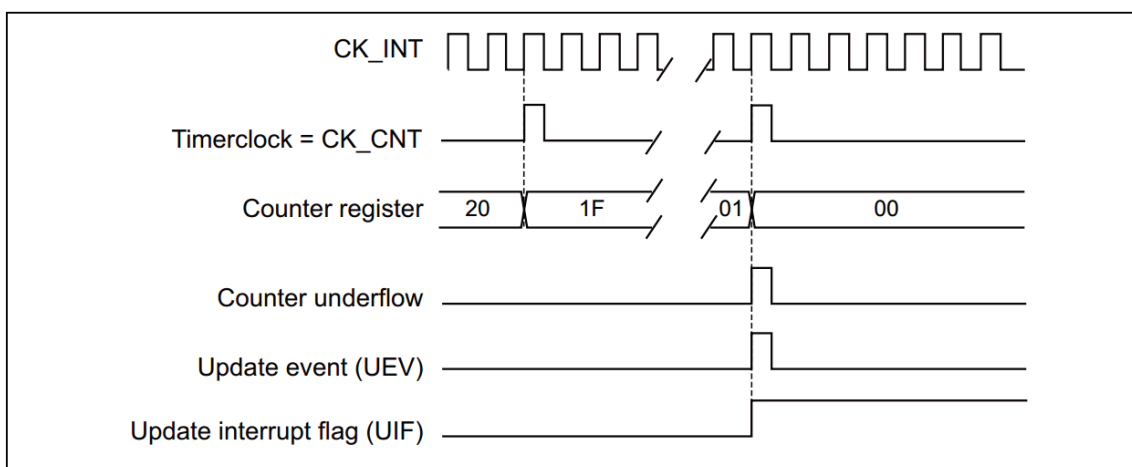 CK_INT
Timerclock = CK_CNT
Counter register 20 1F 01 00
Counter underflow
Update event (UEV)
Update interrupt flag (UIF)